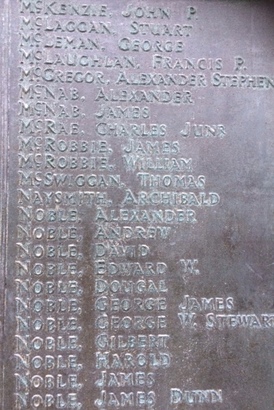 McKENZIE, JOHN P.
McLAGGAN, STUART
McLEMAN, GEORGE
McLAUCHLAN, FRANCIS P.
McGREGOR, ALEXANDER STEPHEN
McNAB, ALEXANDER
McNAB, JAMES
McRAE, CHARLES JUNR
McROBBIE, JAMES
McROBBIE, WILLIAM
McSWIGGAN, THOMAS
NAYSMITH, ARCHIBALD
NOBLE, ALEXANDER
NOBLE, ANDREW
NOBLE, DAVID
NOBLE, EDWARD W.
NOBLE, DOUGAL
NOBLE, GEORGE JAMES
NOBLE, GEORGE W. STEWART
NOBLE, GILBERT
NOBLE, HAROLD
NOBLE, JAMES
NOBLE, JAMES DUNN